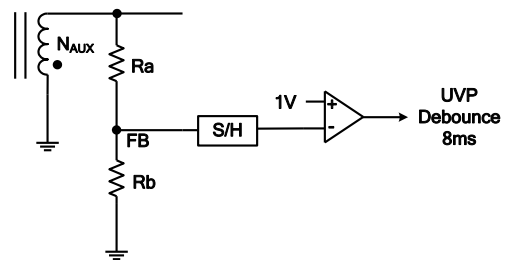 NAUX
Ra
1V
+
-
UVP
Debounce
8ms
S/H
FB
Rb